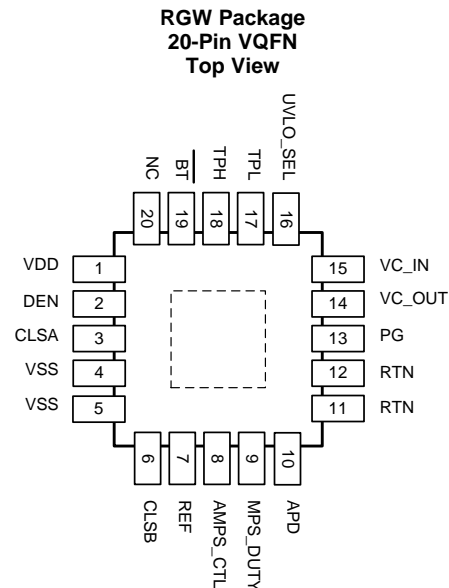 RGW Package
20-Pin VQFN
Top View
NC
BT
TPH
TPL
UVLO_SEL
20
19
18
17
16
VDD 1
DEN 2
CLSA 3
VSS 4
VSS 5
15 VC_IN
14 VC_OUT
13 PG
12 RTN
11 RTN
6
7
8
9
10
CLSB
REF
AMPS_CTL
MPS_DUTY
APD